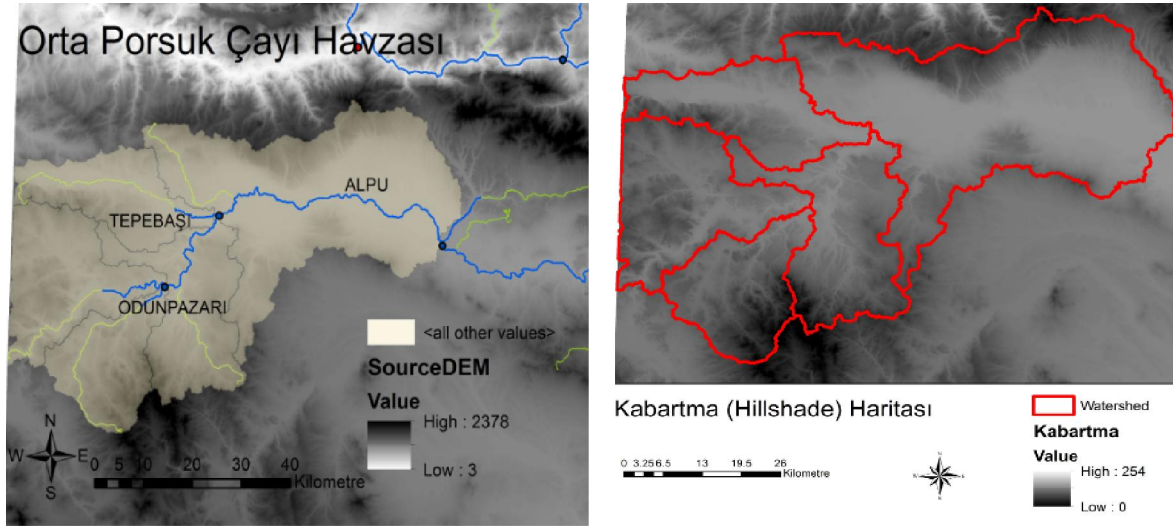 Orta Porsuk Çayı Havzası
ALPU
TEPEBAŞI
ODUNPAZARI
<all other values>
SourceDEM
Value
High : 2378
Low : 3
N
W E
S
0 5 10 20 30 40
Kilometre
Kabartma (Hillshade) Haritası
Watershed
Kabartma
Value
High : 254
Low : 0
0 3.25 6.5 13 19.5 26
Kilometre